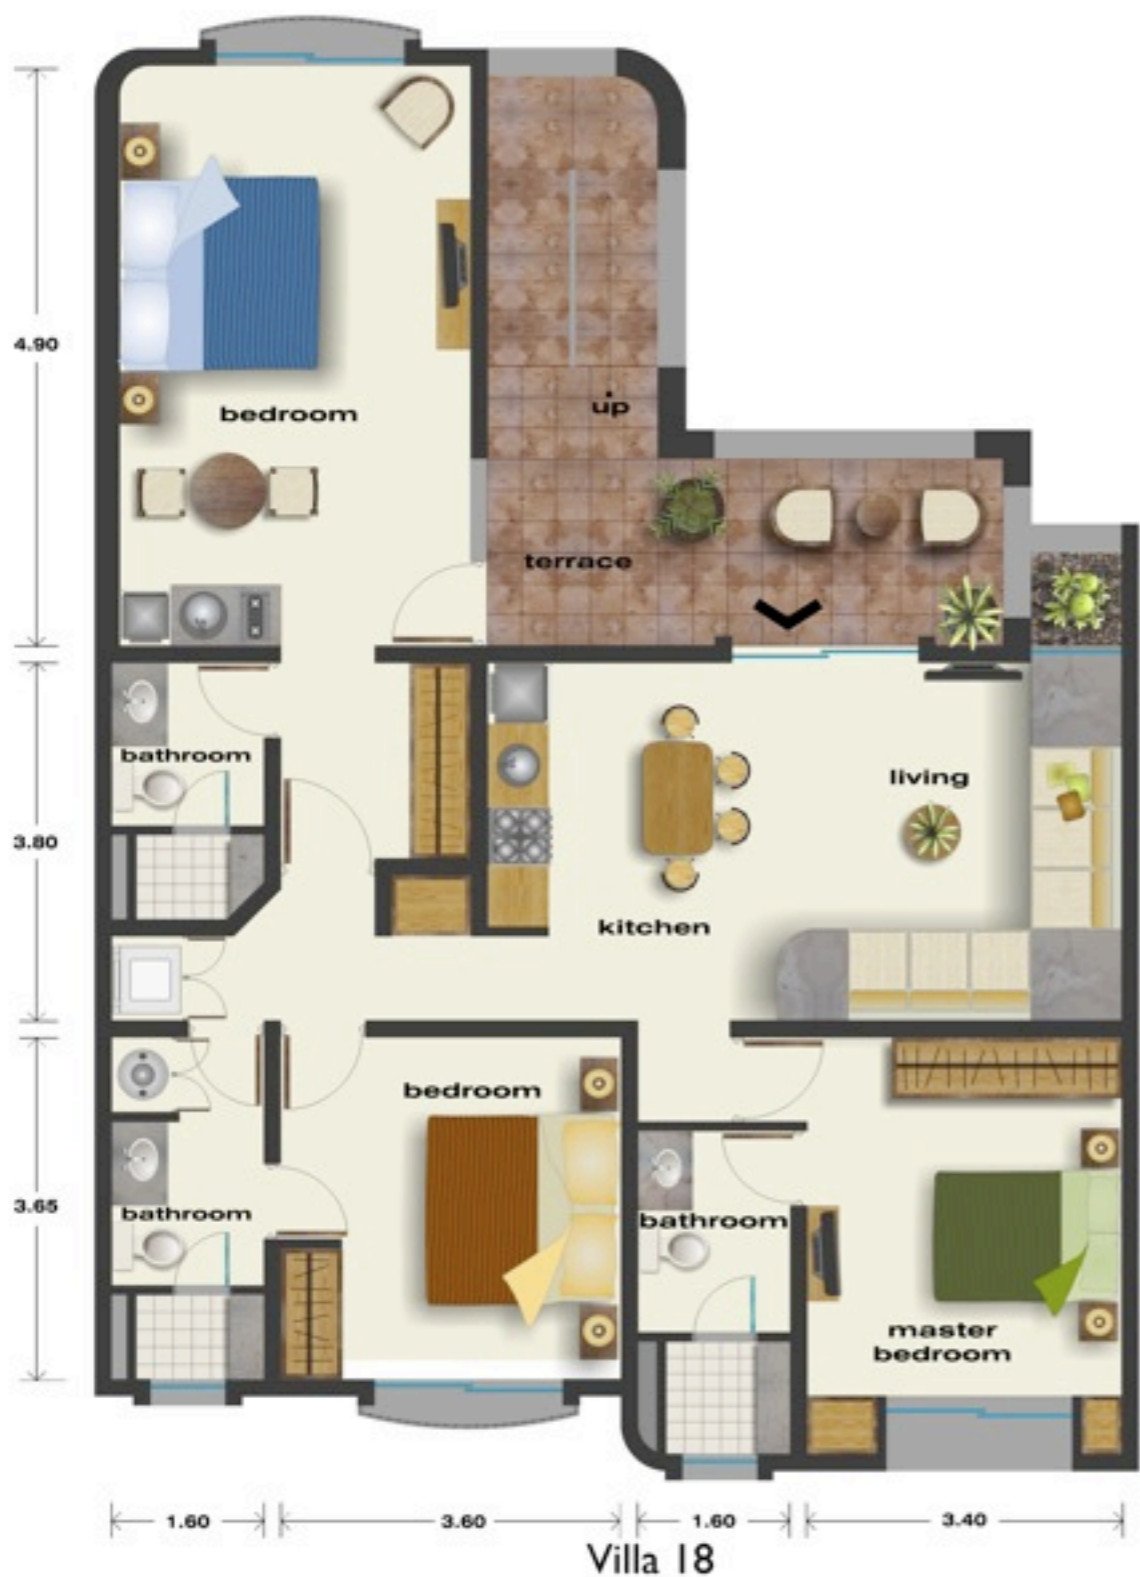 4.90
bedroom
up
terrace
bathroom
living
3.80
kitchen
bedroom
3.65
bathroom
bathroom
master
bedroom
1.60
3.60
1.60
3.40
Villa 18